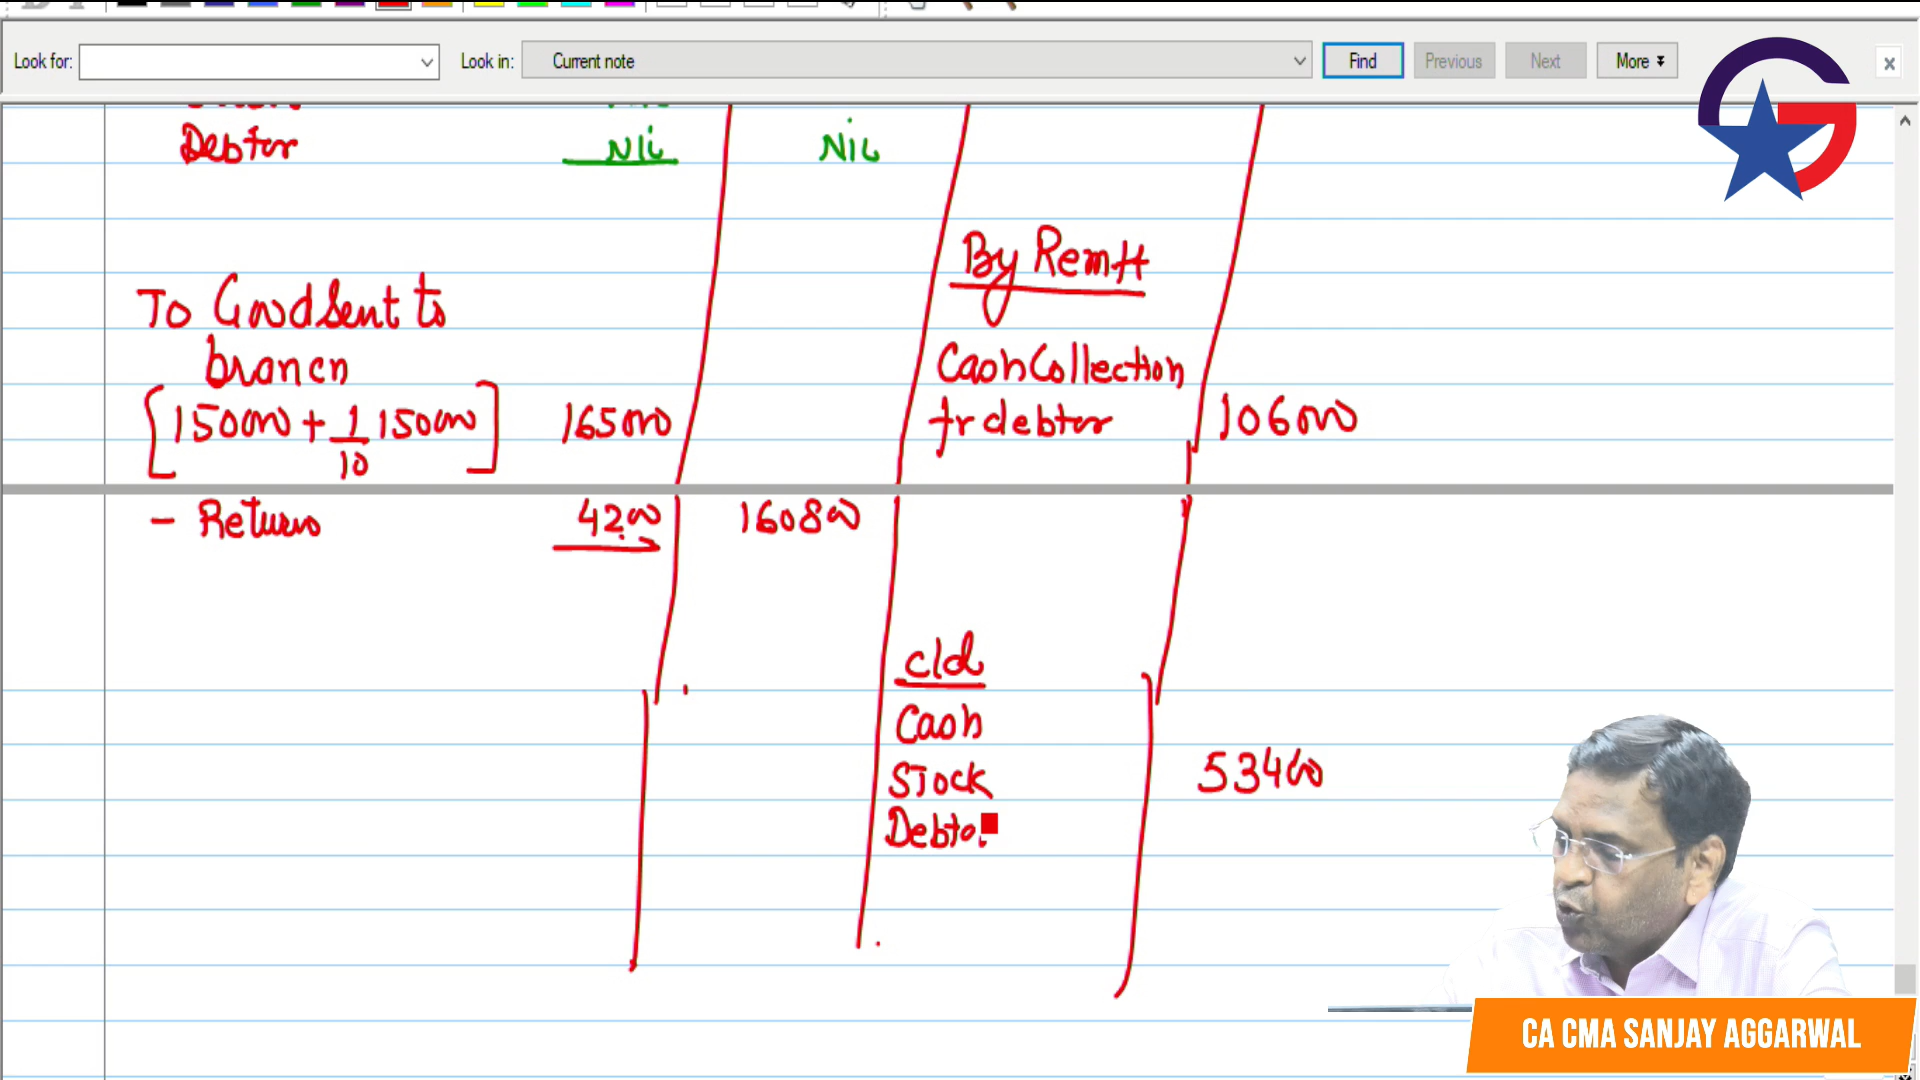 Look for:
Look in: Current note Find Previous Next More
Debtor Nil Nil
By Remtt
To Good Sent to
branch
Cash Collection
[150000 + 1/10 150000] 165000 fr debtor 106000
- Return 4200 160800
cld
Cash
Stock 53400
Debto
CA CMA SANJAY AGGARWAL